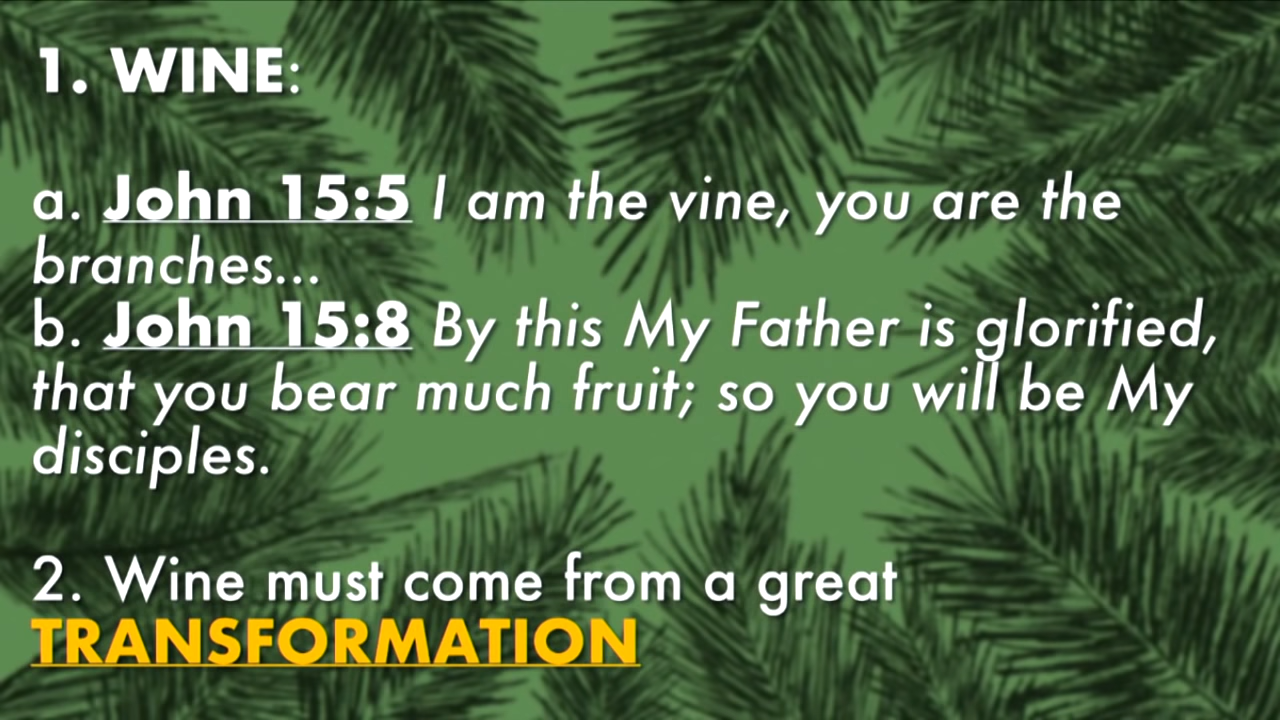 1. WINE:
a. John 15:5 I am the vine, you are the
branches...
b. John 15:8 By this My Father is glorified,
that you bear much fruit; so you will be My
disciples.
2. Wine must come from a great
TRANSFORMATION